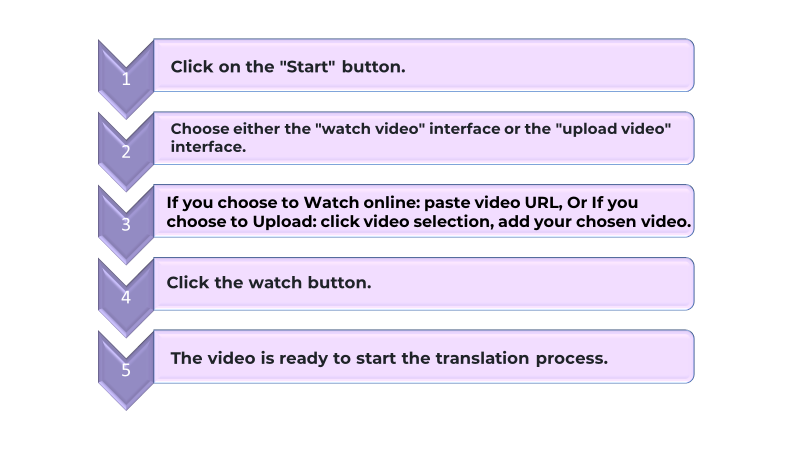 1
Click on the "Start" button.
2
Choose either the "watch video" interface or the "upload video"
interface.
3
If you choose to Watch online: paste video URL, Or If you
choose to Upload: click video selection, add your chosen video.
4
Click the watch button.
5
The video is ready to start the translation process.